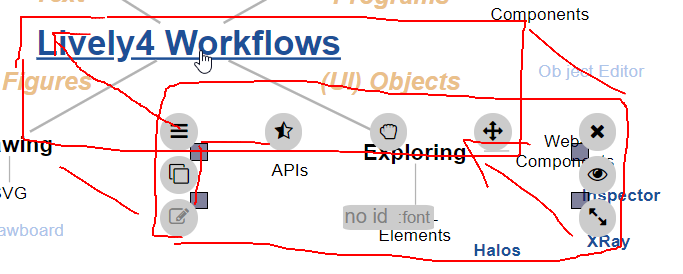 Text
Programs
Components
Lively4 Workflows
Figures
(UI) Objects
Object Editor
awing
Exploring
Web
Components
APIs
SVG
Inspector
no id :font-
Elements
awboard
Halos
XRay